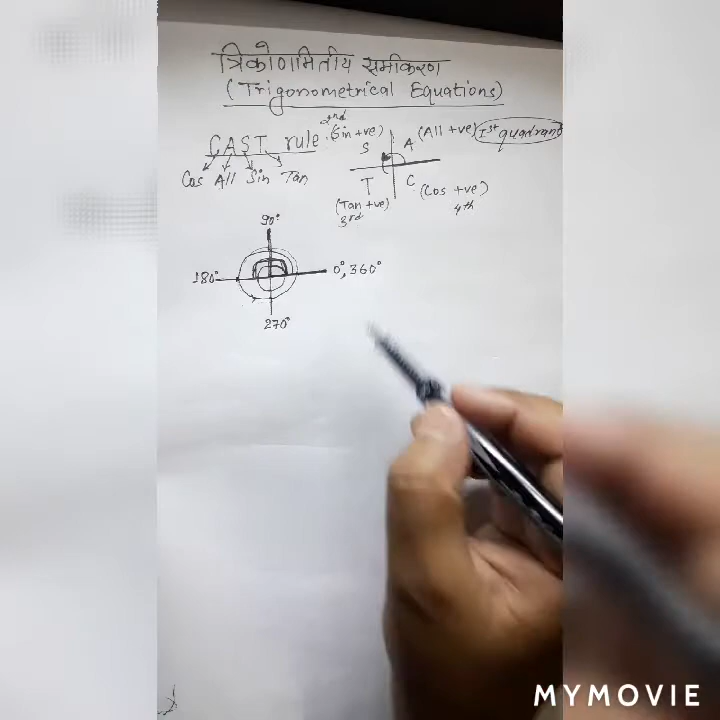 त्रिकोणमितीय समीकरण
(Trigonometrical Equations)
CAST rule
Cos All Sin Tan
2nd (Sin +ve)
(All +ve) Ist quadrant
S A
T C
(Tan +ve)
3rd
(Cos +ve)
4th
90°
180° 0°, 360°
270°
MYMOVIE